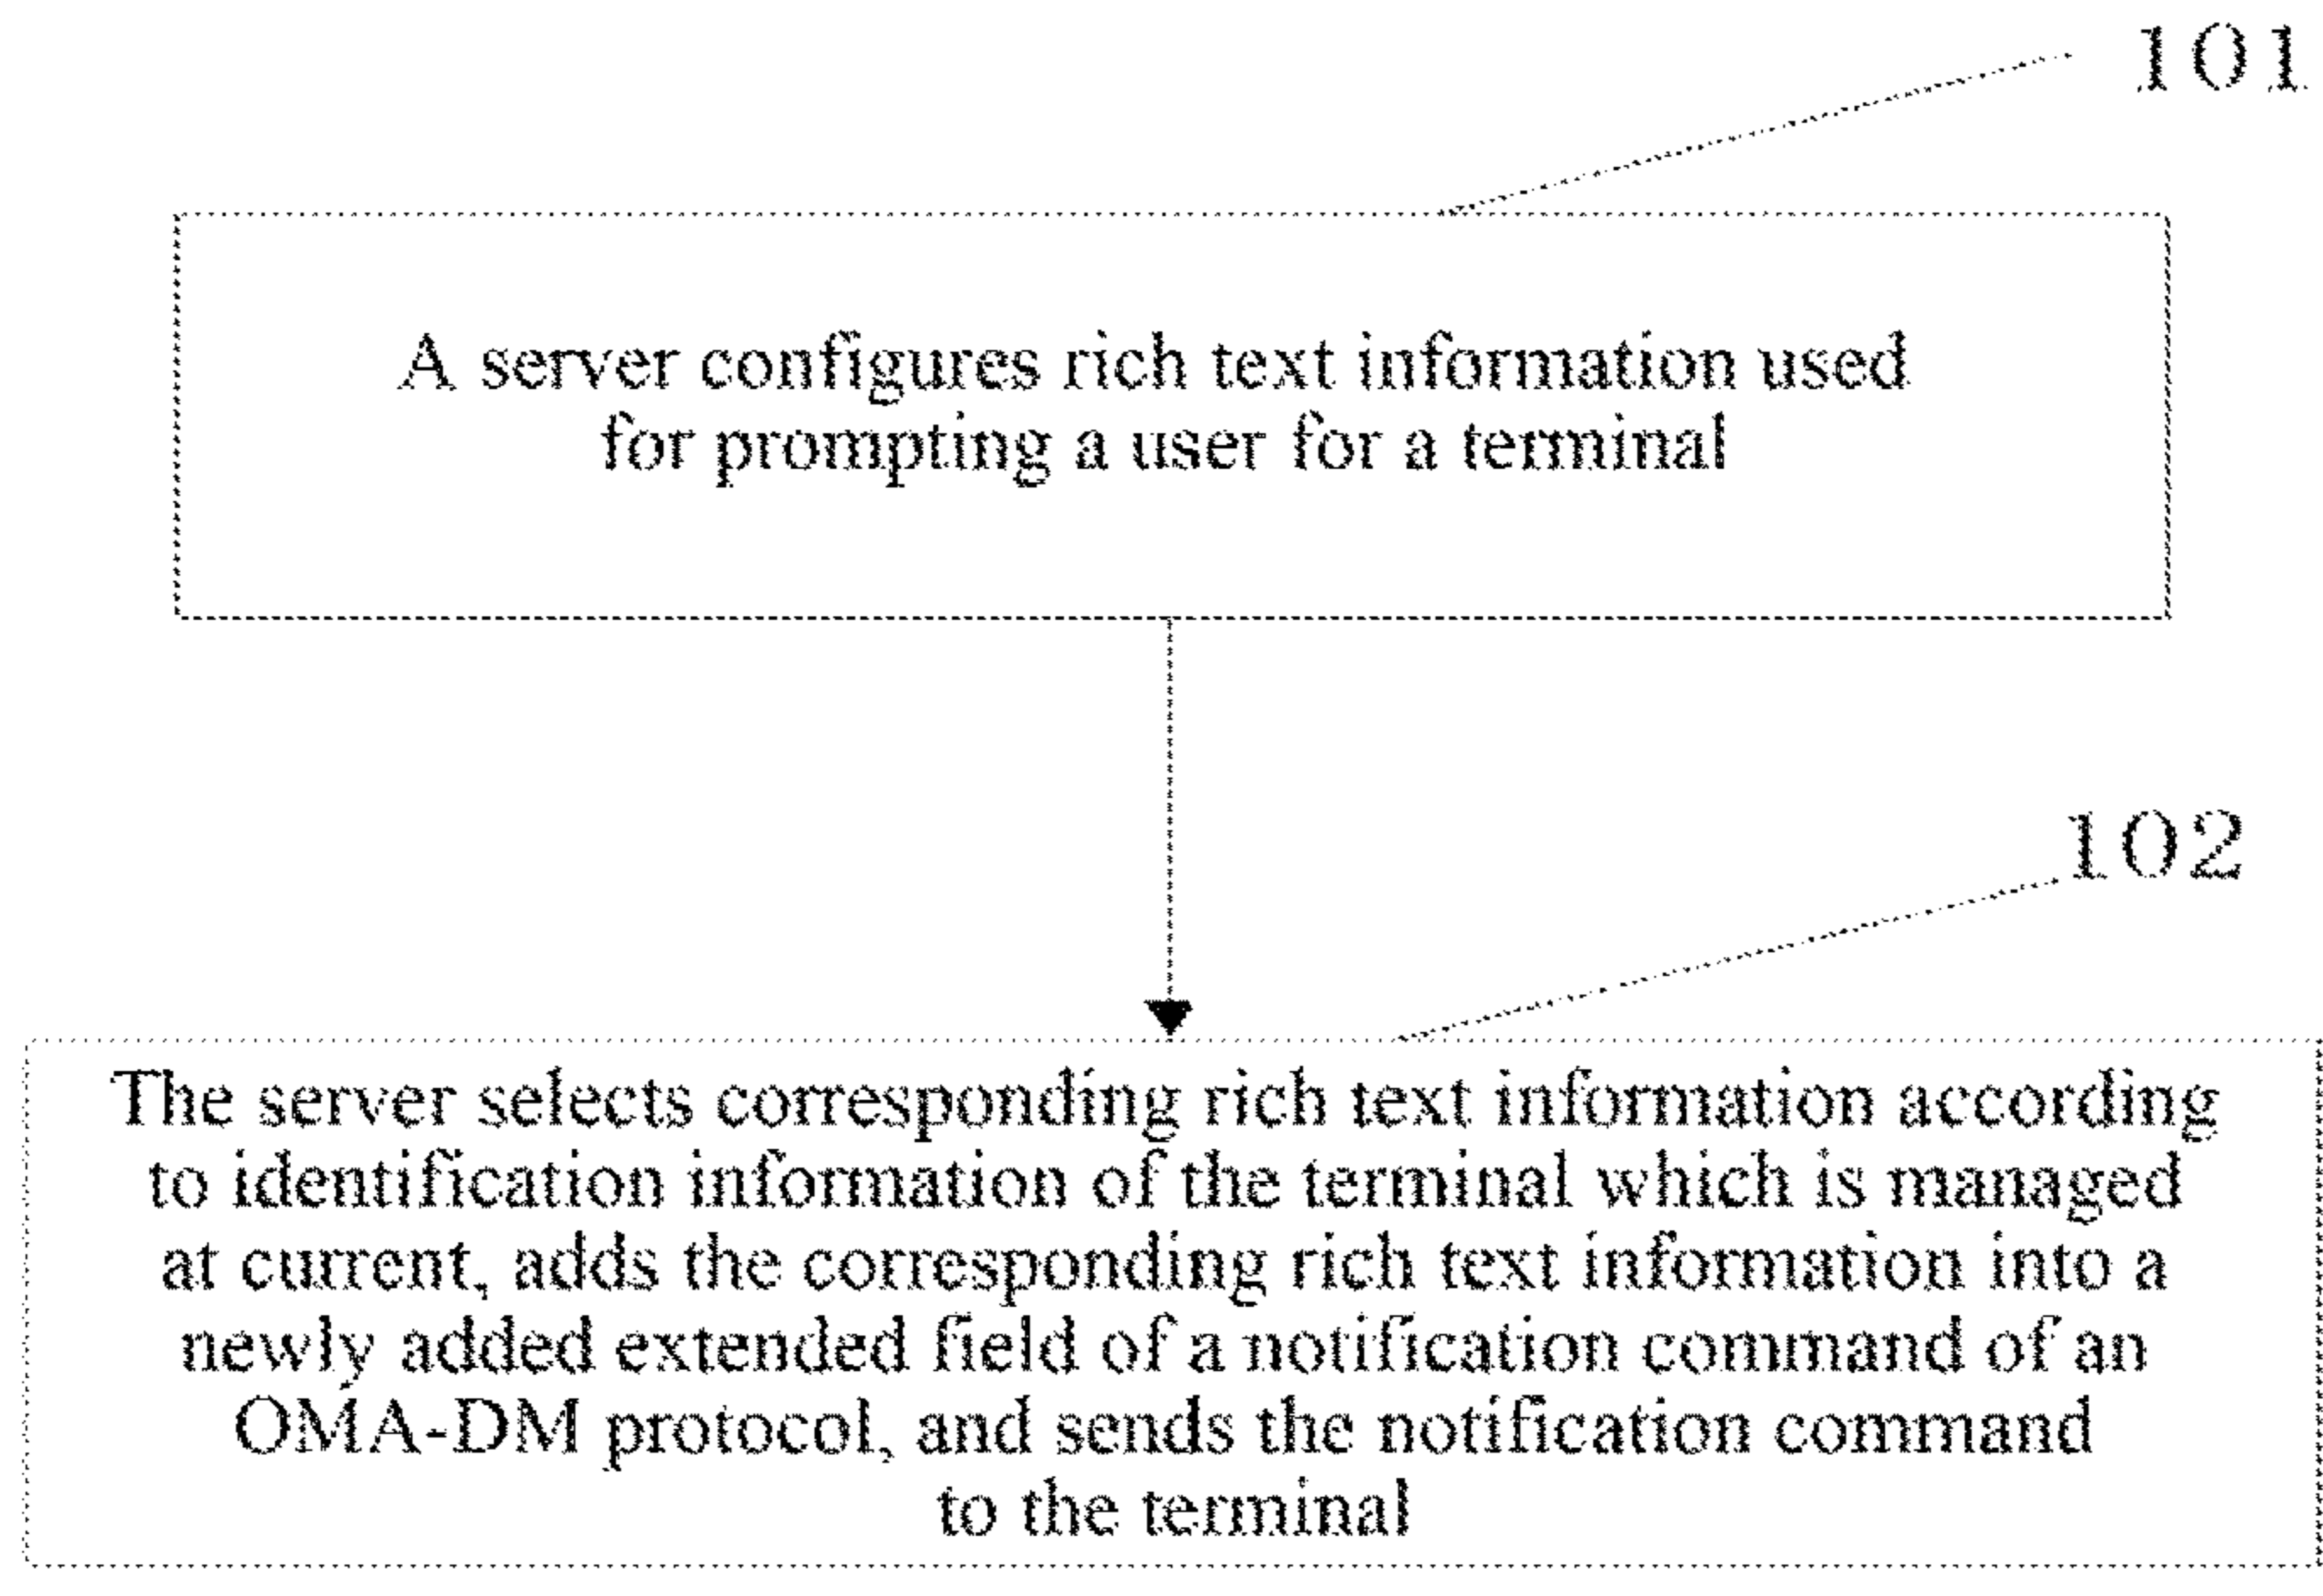 101
A server configures rich text information used
for prompting a user for a terminal
102
The server selects corresponding rich text information according
to identification information of the terminal which is managed
at current, adds the corresponding rich text information into a
newly added extended field of a notification command of an
OMA-DM protocol, and sends the notification command
to the terminal